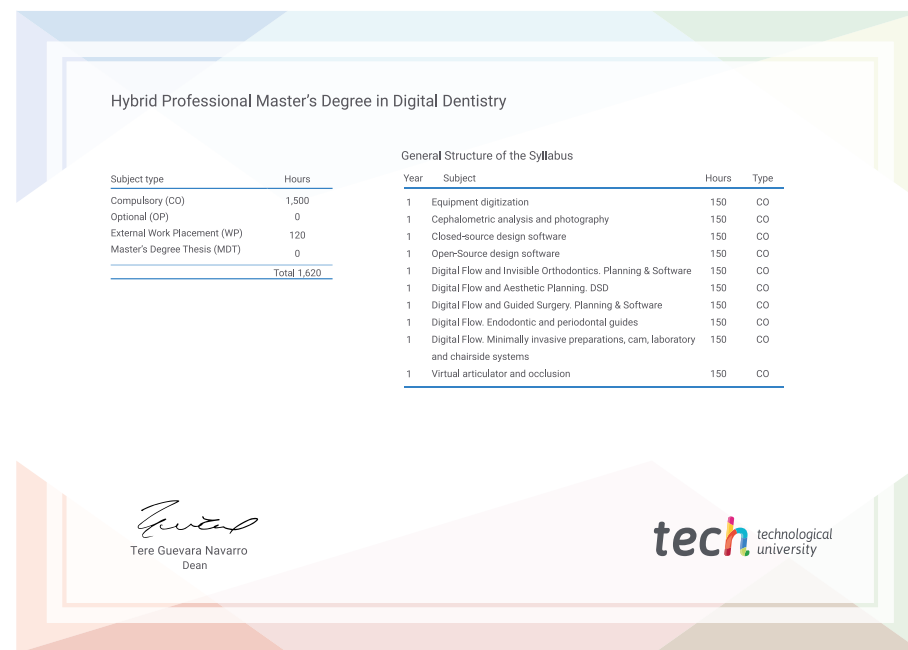 Hybrid Professional Master's Degree in Digital Dentistry
Subject type Hours
Compulsory (CO) 1,500
Optional (OP) 0
External Work Placement (WP) 120
Master's Degree Thesis (MDT) 0
Total 1,620
General Structure of the Syllabus
Year Subject Hours Type
1 Equipment digitization 150 CO
1 Cephalometric analysis and photography 150 CO
1 Closed-source design software 150 CO
1 Open-Source design software 150 CO
1 Digital Flow and Invisible Orthodontics. Planning & Software 150 CO
1 Digital Flow and Aesthetic Planning. DSD 150 CO
1 Digital Flow and Guided Surgery. Planning & Software 150 CO
1 Digital Flow. Endodontic and periodontal guides 150 CO
1 Digital Flow. Minimally invasive preparations, cam, laboratory 150 CO
and chairside systems
1 Virtual articulator and occlusion 150 CO
Tere Guevara Navarro
Dean
tech technological
university